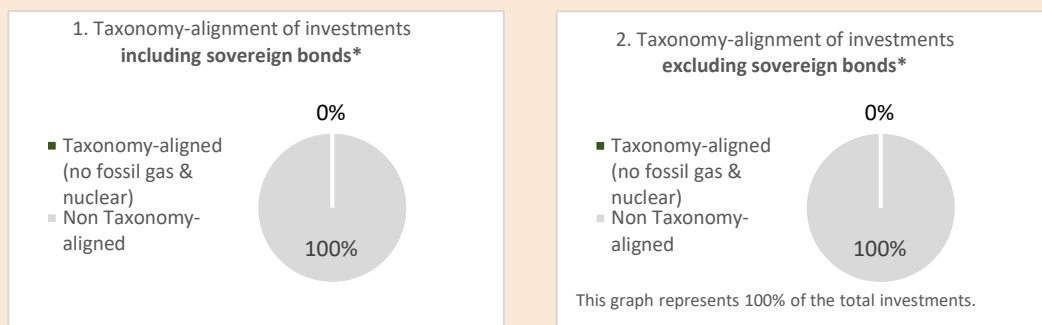 1. Taxonomy-alignment of investments
including sovereign bonds*
0%
Taxonomy-aligned
(no fossil gas &
nuclear)
Non Taxonomy-
aligned
100%
2. Taxonomy-alignment of investments
excluding sovereign bonds*
0%
Taxonomy-aligned
(no fossil gas &
nuclear)
Non Taxonomy-
aligned
100%
This graph represents 100% of the total investments.